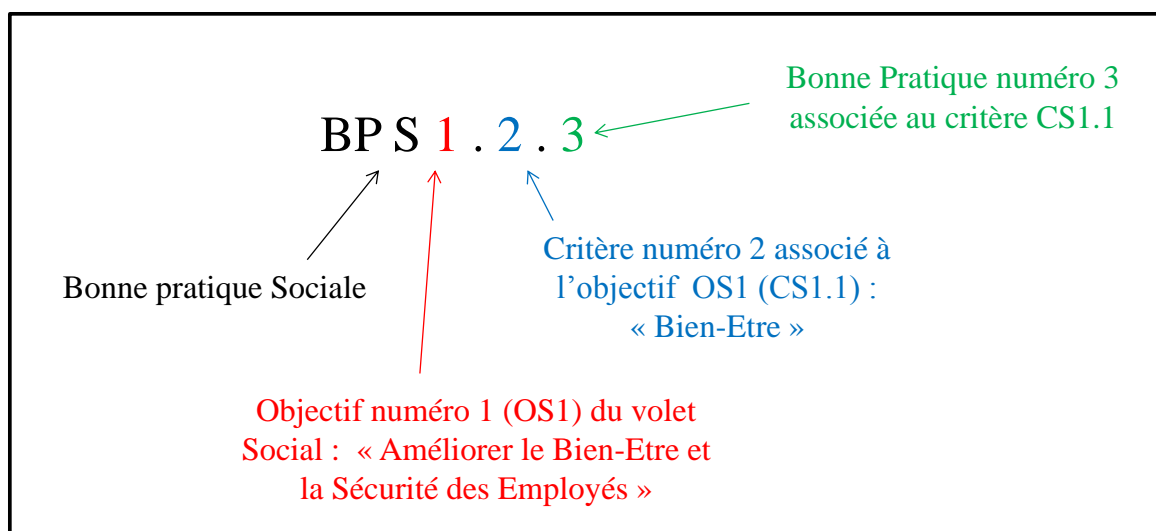 Bonne Pratique numéro 3
associée au critère CS1.1
BP S 1 . 2 . 3
Critère numéro 2 associé à
l’objectif OS1 (CS1.1) :
« Bien-Etre »
Bonne pratique Sociale
Objectif numéro 1 (OS1) du volet
Social : « Améliorer le Bien-Etre et
la Sécurité des Employés »